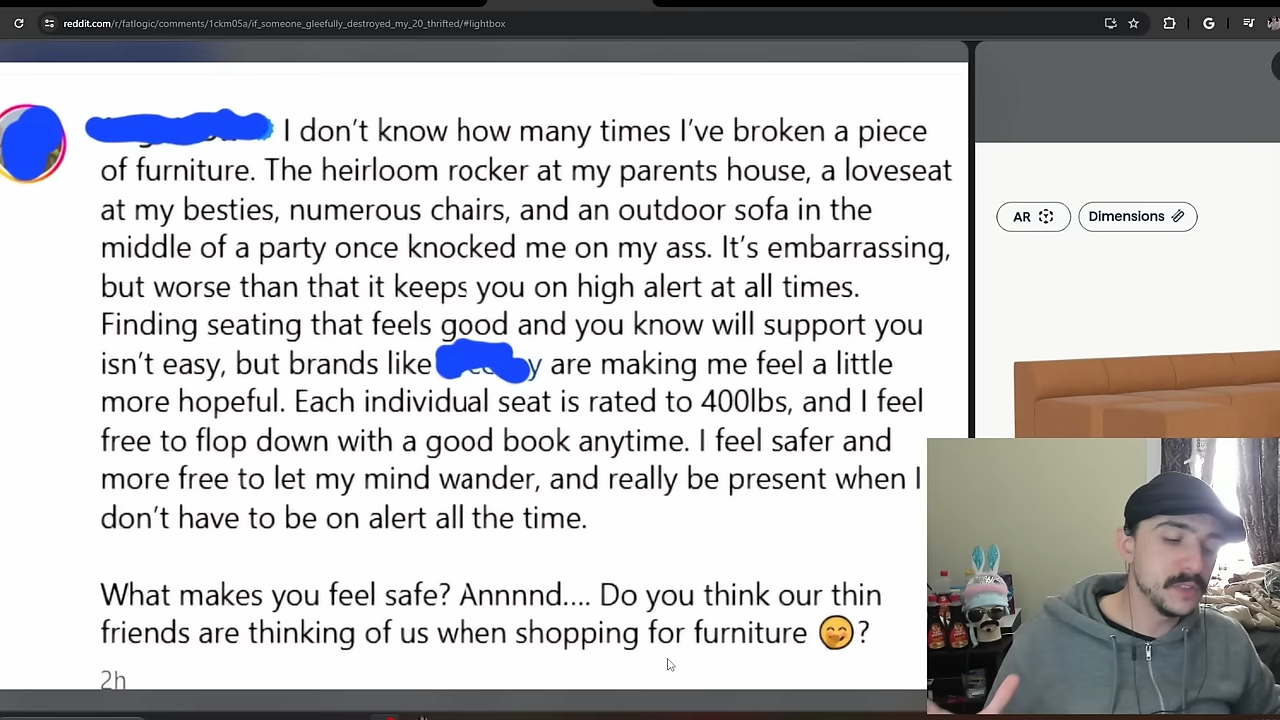 reddit.com/r/fatlogic/comments/1ckm05a/if_someone_gleefully_destroyed_my_20_thrifted/#lightbox
I don't know how many times I've broken a piece
of furniture. The heirloom rocker at my parents house, a loveseat
at my besties, numerous chairs, and an outdoor sofa in the
middle of a party once knocked me on my ass. It's embarrassing,
but worse than that it keeps you on high alert at all times.
Finding seating that feels good and you know will support you
isn't easy, but brands like are making me feel a little
more hopeful. Each individual seat is rated to 400lbs, and I feel
free to flop down with a good book anytime. I feel safer and
more free to let my mind wander, and really be present when I
don't have to be on alert all the time.
What makes you feel safe? Annnnd.... Do you think our thin
friends are thinking of us when shopping for furniture 🤭?
2h
AR
Dimensions